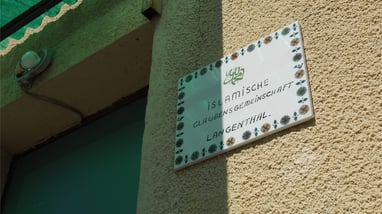 iSLAMiSCHE
GLAUBENSGEMEINSCHAFT
LANGENTHAL.